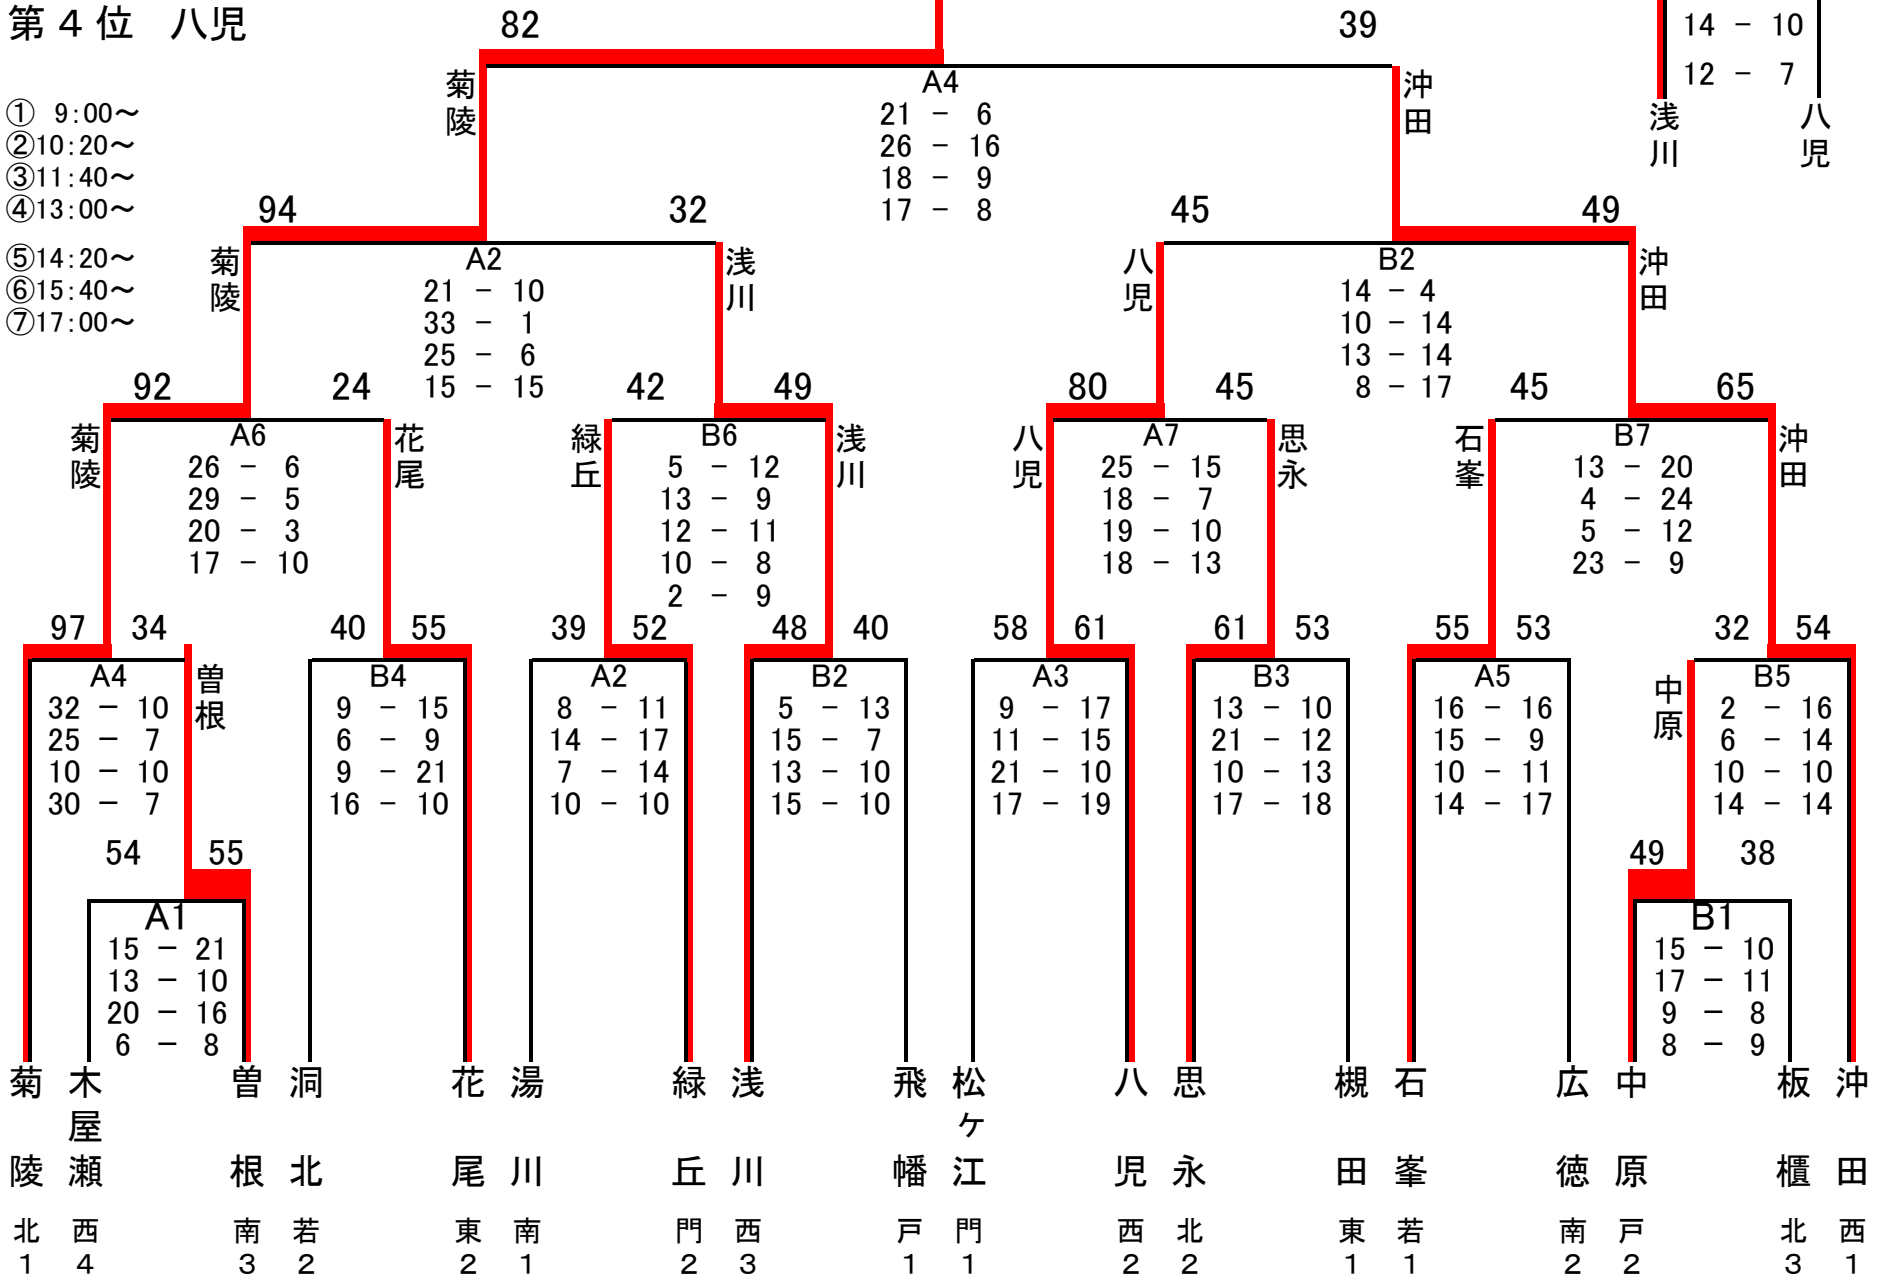 第４位　八児
82 39
14 － 10
12 － 7
浅川 八児
菊陵 A4 沖田
21 － 6
26 － 16
18 － 9
17 － 8
① 9:00～
②10:20～
③11:40～
④13:00～
⑤14:20～
⑥15:40～
⑦17:00～
94 32 45 49
菊陵 A2 浅川
21 － 10
33 － 1
25 － 6
15 － 15
八児 B2 沖田
14 － 4
10 － 14
13 － 14
8 － 17
92 24 42 49 80 45 45 65
菊陵 A6 花尾
26 － 6
29 － 5
20 － 3
17 － 10
緑丘 B6 浅川
5 － 12
13 － 9
12 － 11
10 － 8
2 － 9
八児 A7 思永
25 － 15
18 － 7
19 － 10
18 － 13
石峯 B7 沖田
13 － 20
4 － 24
5 － 12
23 － 9
97 34 40 55 39 52 48 40 58 61 61 53 55 53 32 54
A4 曽根
32 － 10
25 － 7
10 － 10
30 － 7
B4
9 － 15
6 － 9
9 － 21
16 － 10
A2
8 － 11
14 － 17
7 － 14
10 － 10
B2
5 － 13
15 － 7
13 － 10
15 － 10
A3
9 － 17
11 － 15
21 － 10
17 － 19
B3
13 － 10
21 － 12
10 － 13
17 － 18
A5
16 － 16
15 － 9
10 － 11
14 － 17
中原 B5
2 － 16
6 － 14
10 － 10
14 － 14
54 55
A1
15 － 21
13 － 10
20 － 16
6 － 8
49 38
B1
15 － 10
17 － 11
9 － 8
8 － 9
菊陵 木屋瀬 曽根 洞北 花尾 湯川 緑丘 浅川 飛幡 松ヶ江 八児 思永 槻田 石峯 広徳 中原 板櫃 沖田
北１ 西４ 南３ 若２ 東２ 南１ 門２ 西３ 戸１ 門１ 西２ 北２ 東１ 若１ 南２ 戸２ 北３ 西１